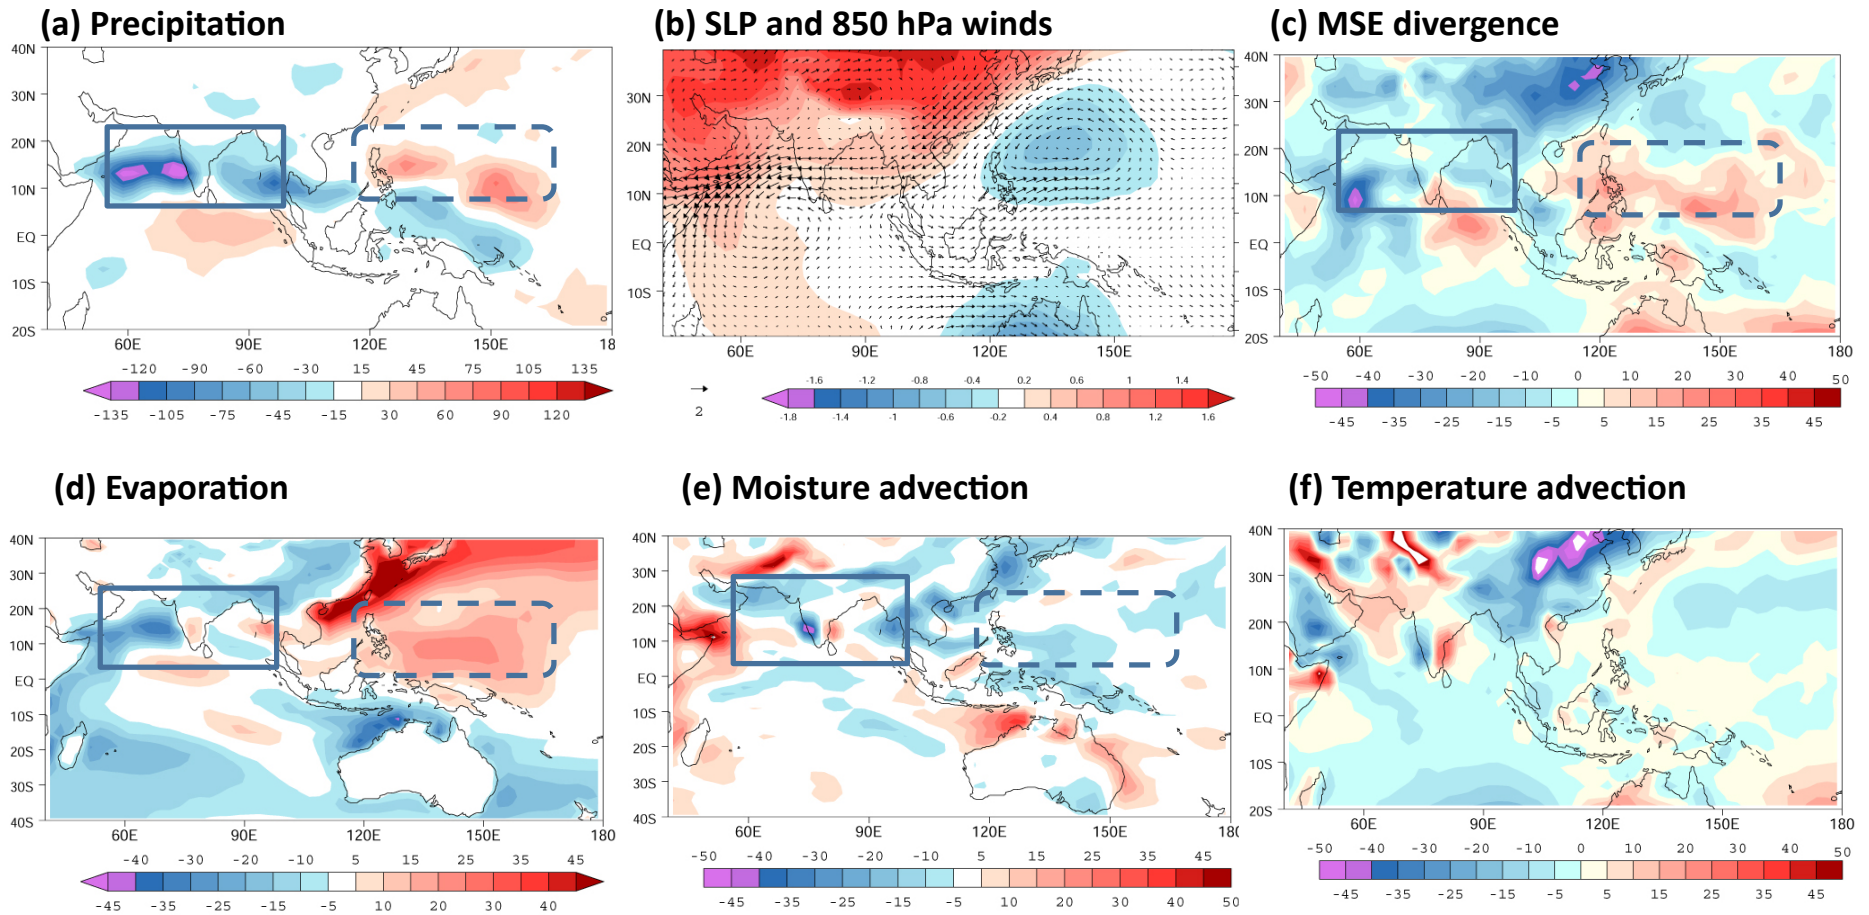 (a) Precipitation
40N
30N
20N
10N
EQ
10S
20S
60E 90E 120E 150E 180
-120 -90 -60 -30 15 45 75 105 135
-135 -105 -75 -45 -15 30 60 90 120
(b) SLP and 850 hPa winds
30N
20N
10N
EQ
10S
60E 90E 120E 150E
2
-1.6 -1.2 -0.8 -0.4 0.2 0.6 1 1.4
-1.8 -1.4 -1 -0.6 -0.2 0.4 0.8 1.2 1.6
(c) MSE divergence
40N
30N
20N
10N
EQ
10S
20S
60E 90E 120E 150E 180
-50 -40 -30 -20 -10 0 10 20 30 40 50
-45 -35 -25 -15 -5 5 15 25 35 45
(d) Evaporation
40N
30N
20N
10N
EQ
10S
20S
30S
40S
60E 90E 120E 150E 180
-40 -30 -20 -10 5 15 25 35 45
-45 -35 -25 -15 -5 10 20 30 40
(e) Moisture advection
40N
30N
20N
10N
EQ
10S
20S
30S
40S
60E 90E 120E 150E 180
-50 -40 -30 -20 -10 5 15 25 35 45
-45 -35 -25 -15 -5 10 20 30 40 50
(f) Temperature advection
40N
30N
20N
10N
EQ
10S
20S
60E 90E 120E 150E 180
-50 -40 -30 -20 -10 0 10 20 30 40 50
-45 -35 -25 -15 -5 5 15 25 35 45